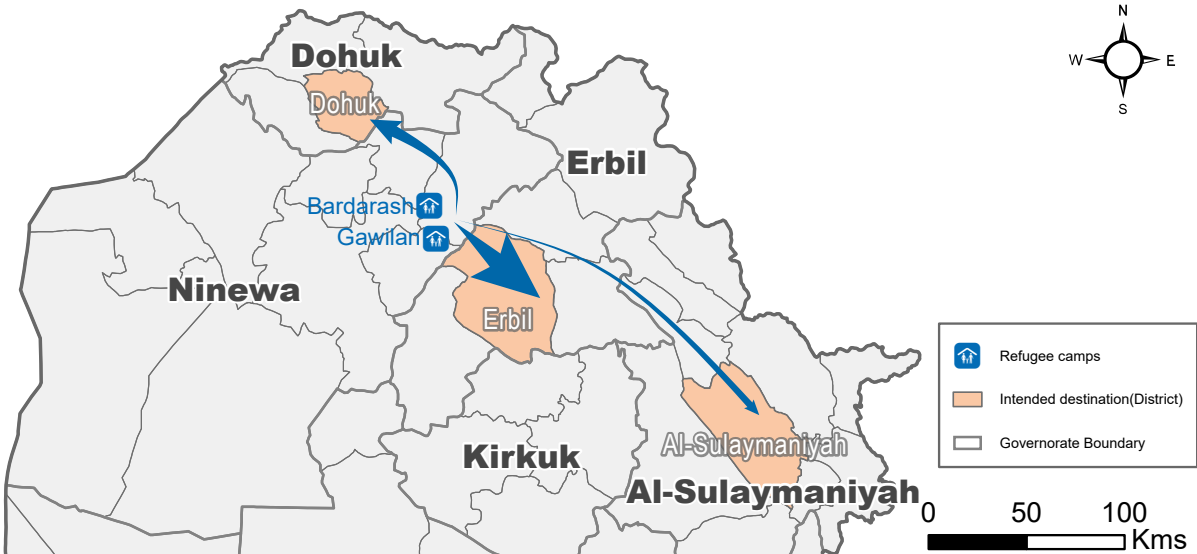 N
W E
S
Dohuk
Dohuk
Erbil
Bardarash
Gawilan
Ninewa
Erbil
Al-Sulaymaniyah
Kirkuk
Al-Sulaymaniyah
Refugee camps
Intended destination(District)
Governorate Boundary
0 50 100
Kms